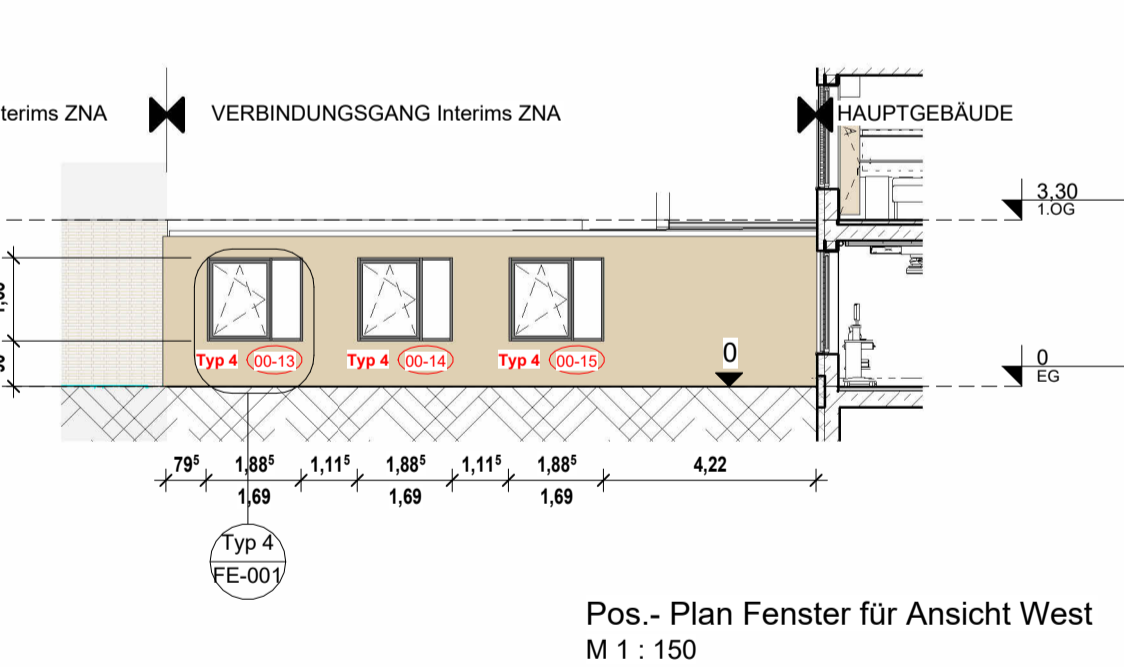 terims ZNA
VERBINDUNGSGANG Interims ZNA
HAUPTGEBÄUDE
3,30
1.OG
Typ 4 00-13
Typ 4 00-14
Typ 4 00-15
0
0
EG
79⁵ 1,88⁵ 1,11⁵ 1,88⁵ 1,11⁵ 1,88⁵ 4,22
1,69 1,69 1,69
Typ 4
FE-001
Pos.- Plan Fenster für Ansicht West
M 1 : 150